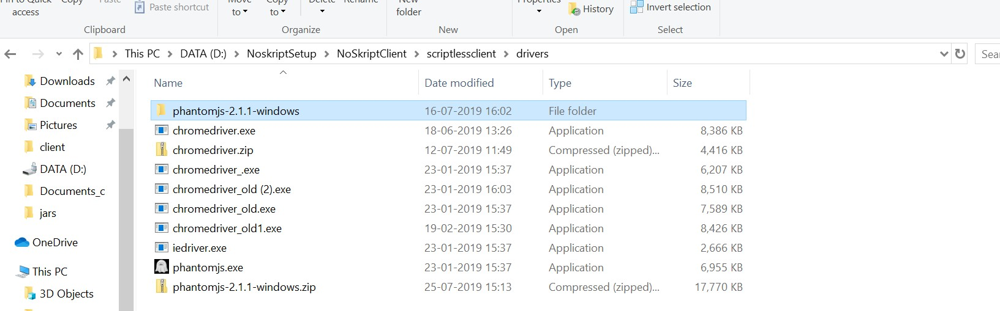 Pin to Quick Copy Paste Move Copy Delete Rename New Properties
access Paste shortcut to to folder History Invert selection
Clipboard Organize New Open Select
This PC DATA (D:) NoskriptSetup NoSkriptClient scriptlessclient drivers
Name Date modified Type Size
Downloads
Documents
Pictures
client
DATA (D:)
Documents_c
jars
OneDrive
This PC
3D Objects
phantomjs-2.1.1-windows 16-07-2019 16:02 File folder
chromedriver.exe 18-06-2019 13:26 Application 8,386 KB
chromedriver.zip 12-07-2019 11:49 Compressed (zipped)... 4,416 KB
chromedriver_.exe 23-01-2019 15:37 Application 6,207 KB
chromedriver_old (2).exe 23-01-2019 16:03 Application 8,510 KB
chromedriver_old.exe 23-01-2019 15:37 Application 7,589 KB
chromedriver_old1.exe 19-02-2019 15:30 Application 8,426 KB
iedriver.exe 23-01-2019 15:37 Application 2,666 KB
phantomjs.exe 23-01-2019 15:37 Application 6,955 KB
phantomjs-2.1.1-windows.zip 25-07-2019 15:13 Compressed (zipped)... 17,770 KB